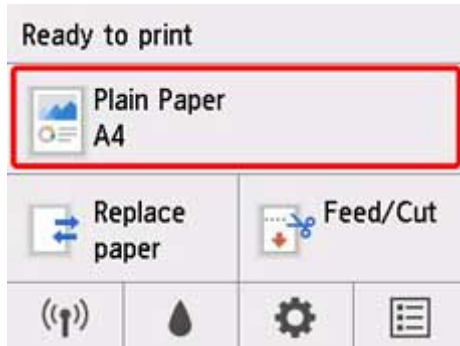 Ready to print
Plain Paper
A4
Replace
paper
Feed/Cut